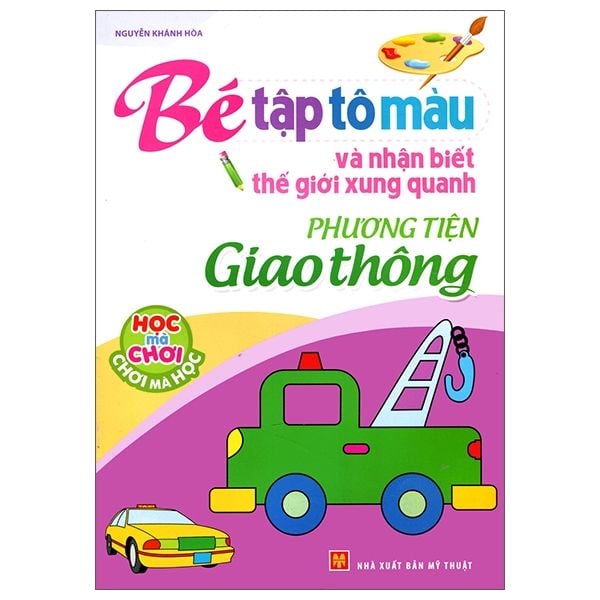 NGUYỄN KHÁNH HÒA
Bé tập tô màu
và nhận biết
thế giới xung quanh
PHƯƠNG TIỆN
Giao thông
HỌC
mà
CHƠI
CHƠI MÀ HỌC
NHÀ XUẤT BẢN MỸ THUẬT